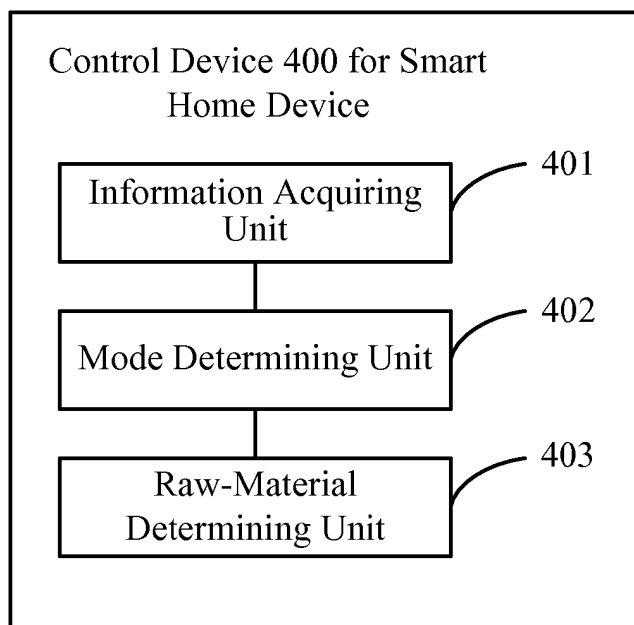 Control Device 400 for Smart
Home Device
401
Information Acquiring
Unit
402
Mode Determining Unit
403
Raw-Material
Determining Unit